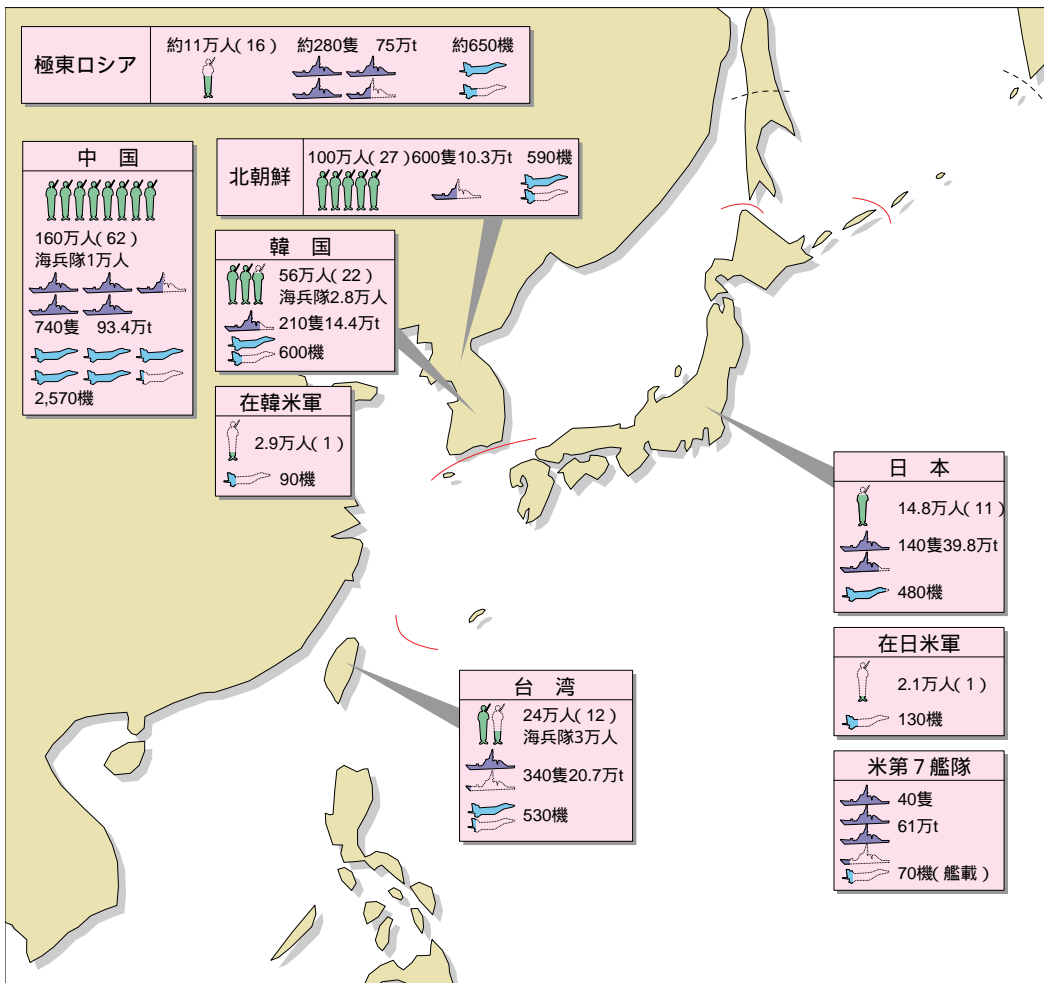 極東ロシア
約11万人( 16 ) 約280隻 75万t 約650機
中 国
160万人( 62 )
海兵隊1万人
740隻 93.4万t
2,570機
北朝鮮
100万人( 27 )600隻10.3万t 590機
韓 国
56万人( 22 )
海兵隊2.8万人
210隻14.4万t
600機
在韓米軍
2.9万人( 1 )
90機
日 本
14.8万人( 11 )
140隻39.8万t
480機
在日米軍
2.1万人( 1 )
130機
台 湾
24万人( 12 )
海兵隊3万人
340隻20.7万t
530機
米第７艦隊
40隻
61万t
70機( 艦載 )